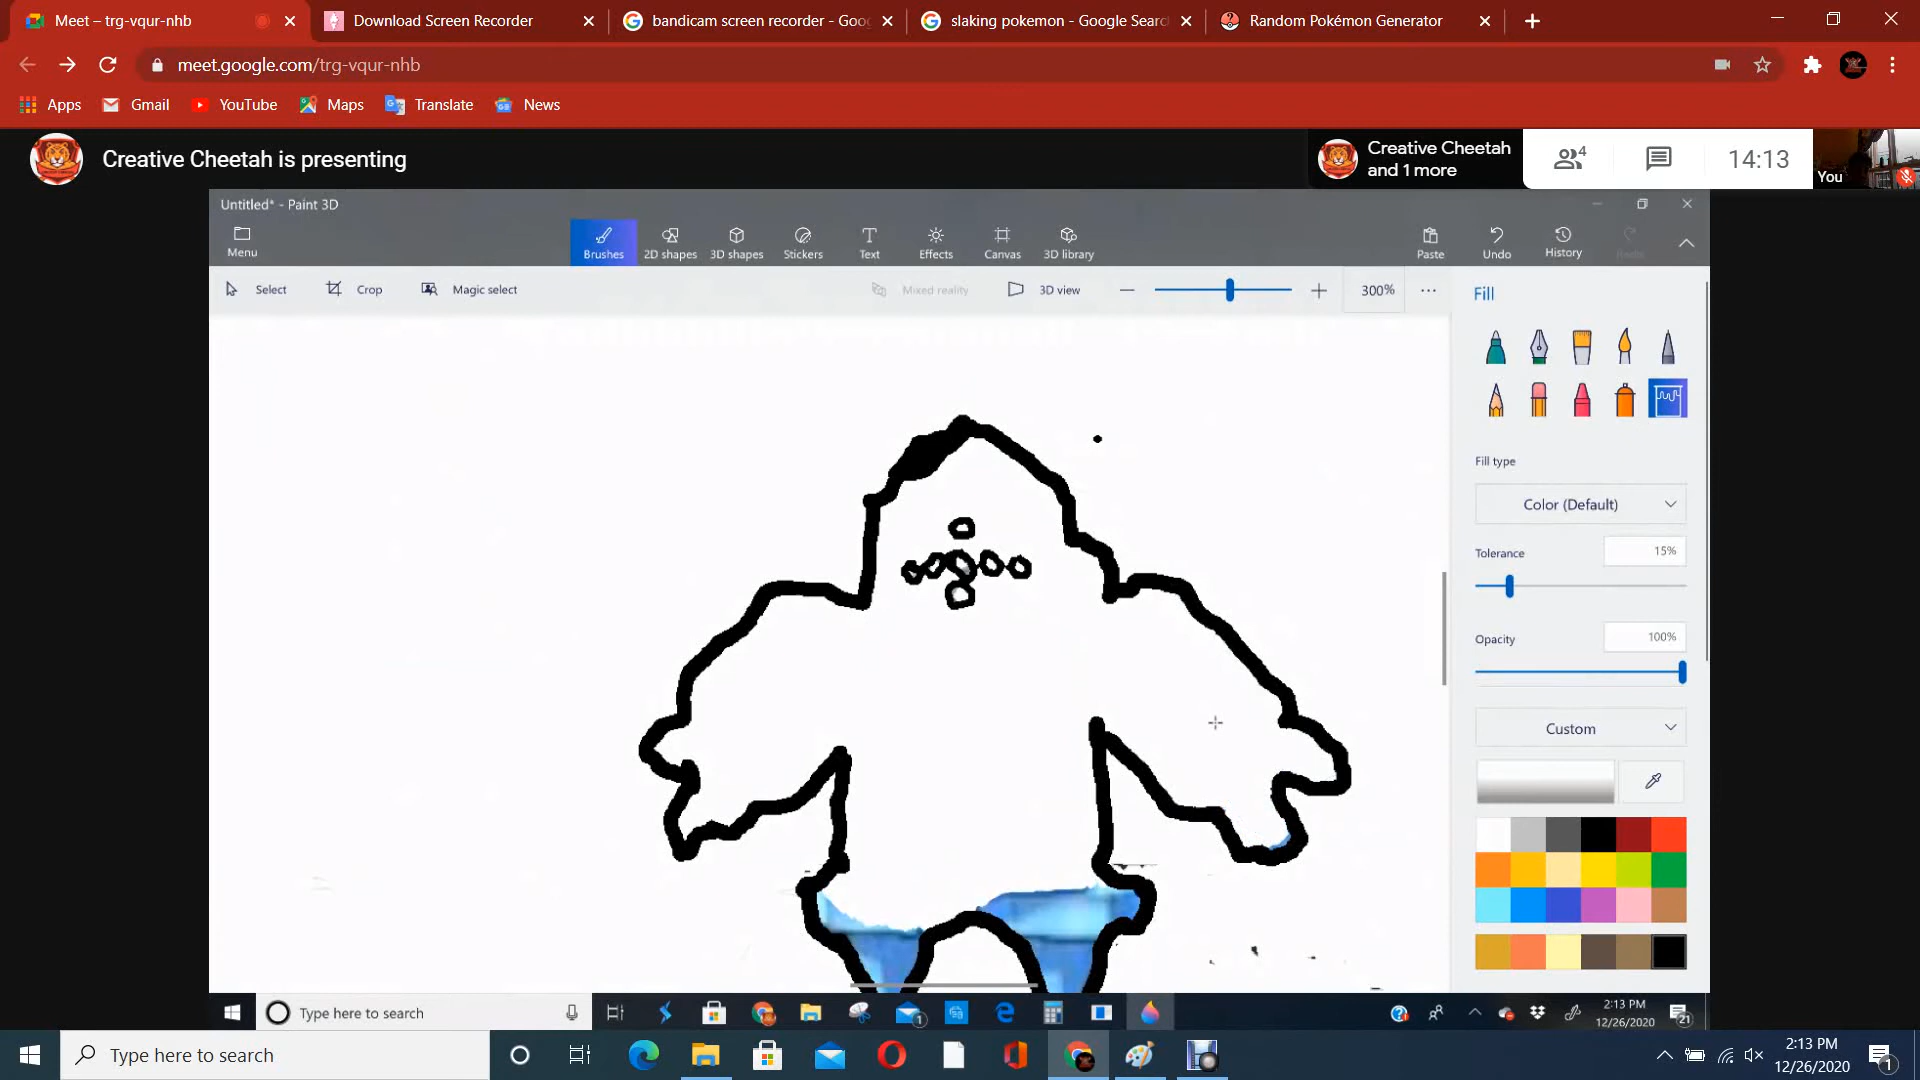 Meet – trg-vqur-nhb
Download Screen Recorder
bandicam screen recorder - Goo
slaking pokemon - Google Searc
Random Pokémon Generator
meet.google.com/trg-vqur-nhb
Apps
Gmail
YouTube
Maps
Translate
News
Creative Cheetah is presenting
Creative Cheetah
and 1 more
4
14:13
You
Untitled* - Paint 3D
Menu
Brushes
2D shapes
3D shapes
Stickers
Text
Effects
Canvas
3D library
Paste
Undo
History
Redo
Select
Crop
Magic select
Mixed reality
3D view
300%
Fill
Fill type
Color (Default)
Tolerance
15%
Opacity
100%
Custom
Type here to search
1
2:13 PM
12/26/2020
21
Type here to search
2:13 PM
12/26/2020
1